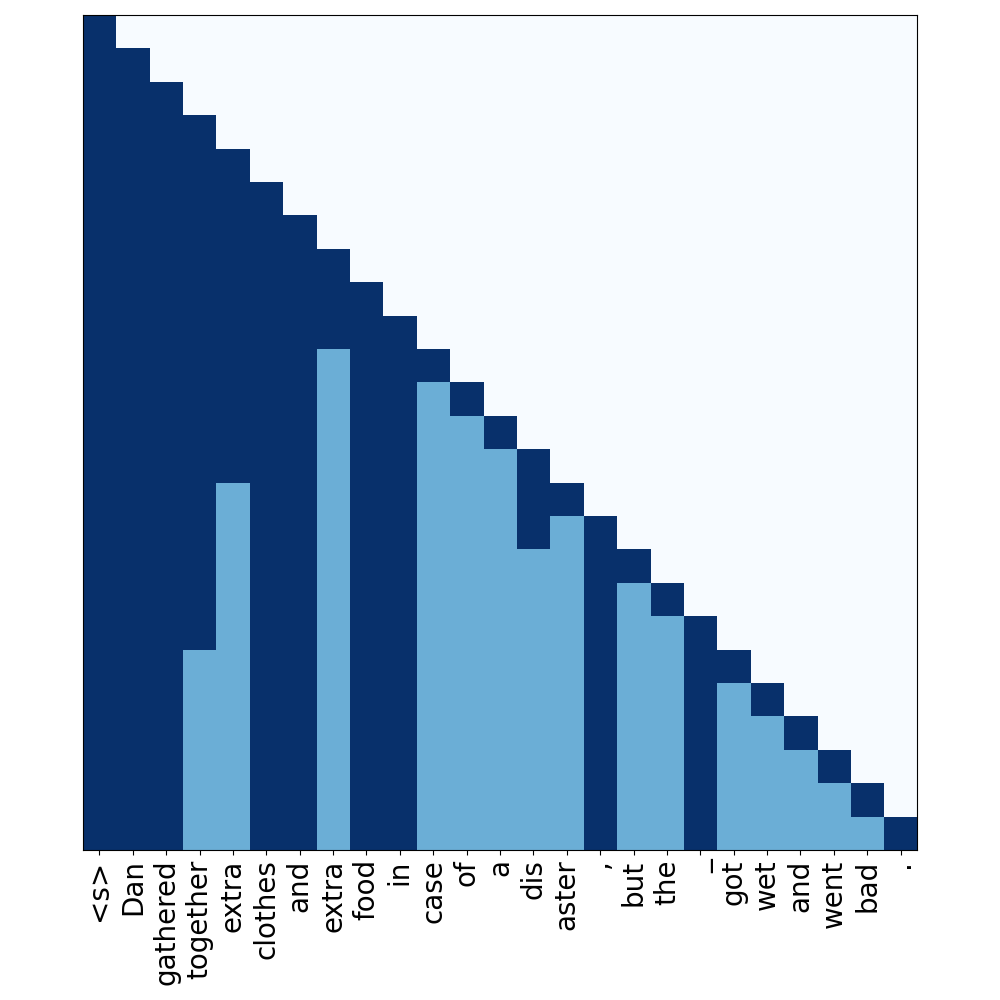 <s>
Dan
gathered
together
extra
clothes
and
extra
food
in
case
of
a
dis
aster
,
but
the
_
got
wet
and
went
bad
.